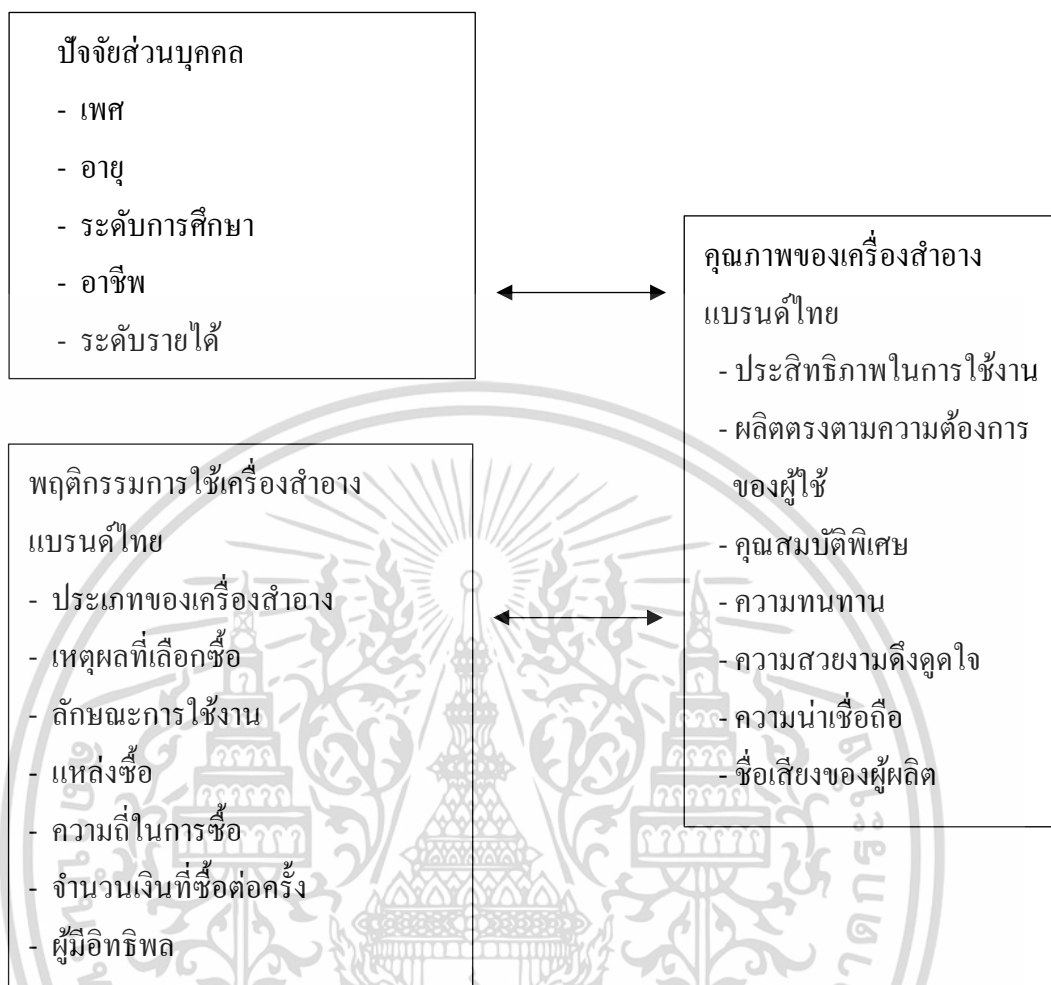 ปัจจัยส่วนบุคคล
- เพศ
- อายุ
- ระดับการศึกษา
- อาชีพ
- ระดับรายได้
พฤติกรรมการใช้เครื่องสำอาง
แบรนด์ไทย
- ประเภทของเครื่องสำอาง
- เหตุผลที่เลือกซื้อ
- ลักษณะการใช้งาน
- แหล่งซื้อ
- ความถี่ในการซื้อ
- จำนวนเงินที่ซื้อต่อครั้ง
- ผู้มีอิทธิพล
คุณภาพของเครื่องสำอาง
แบรนด์ไทย
- ประสิทธิภาพในการใช้งาน
- ผลิตตรงตามความต้องการ
ของผู้ใช้
- คุณสมบัติพิเศษ
- ความทนทาน
- ความสวยงามดึงดูดใจ
- ความน่าเชื่อถือ
- ชื่อเสียงของผู้ผลิต